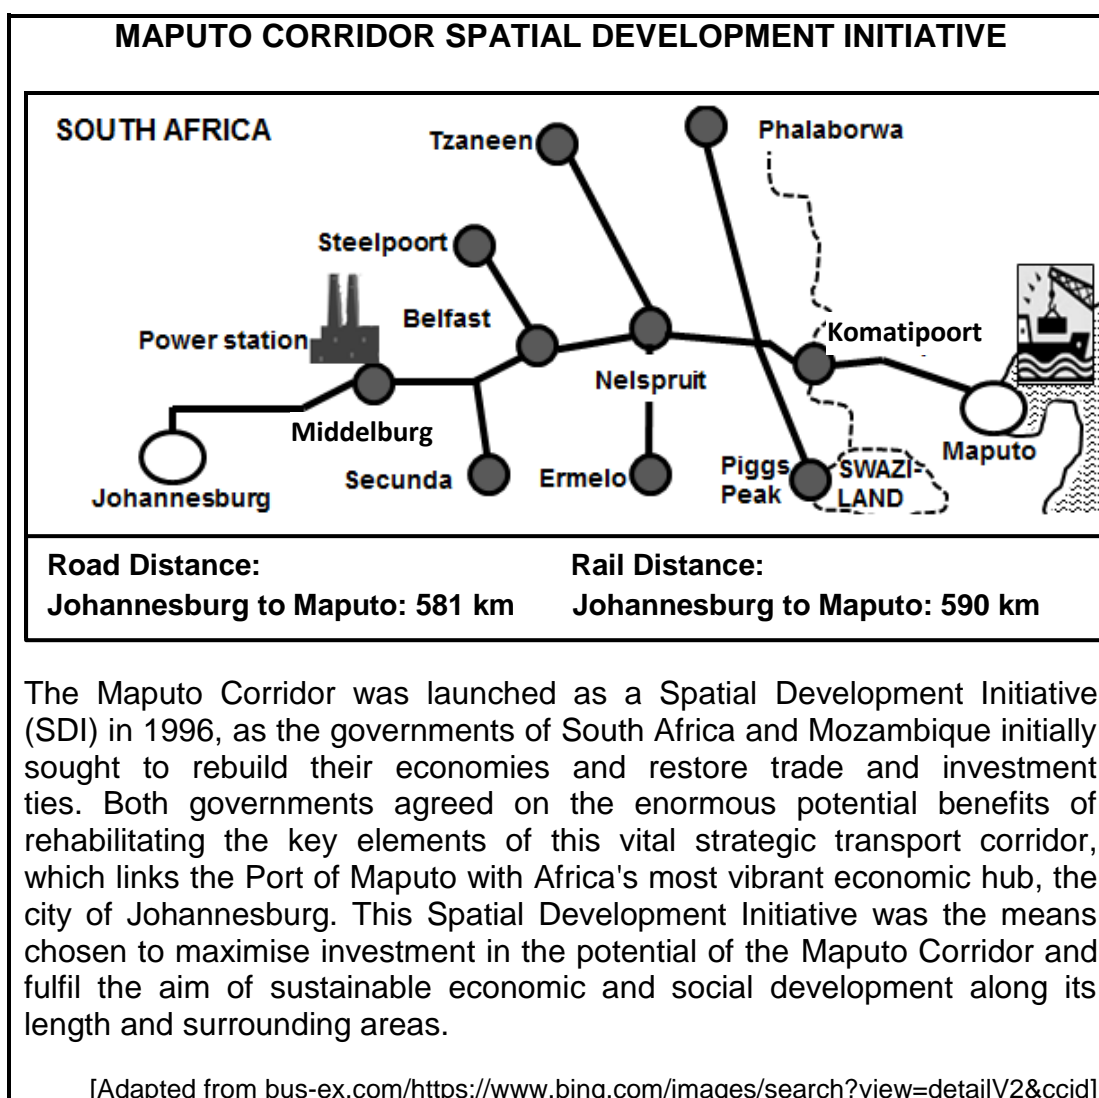 MAPUTO CORRIDOR SPATIAL DEVELOPMENT INITIATIVE
SOUTH AFRICA
Tzaneen
Phalaborwa
Steelpoort
Belfast
Power station
Komatipoort
Nelspruit
Middelburg
Maputo
Johannesburg
Secunda
Ermelo
Piggs
Peak
SWAZI-
LAND
Road Distance:
Johannesburg to Maputo: 581 km
Rail Distance:
Johannesburg to Maputo: 590 km
The Maputo Corridor was launched as a Spatial Development Initiative
(SDI) in 1996, as the governments of South Africa and Mozambique initially
sought to rebuild their economies and restore trade and investment
ties. Both governments agreed on the enormous potential benefits of
rehabilitating the key elements of this vital strategic transport corridor,
which links the Port of Maputo with Africa's most vibrant economic hub, the
city of Johannesburg. This Spatial Development Initiative was the means
chosen to maximise investment in the potential of the Maputo Corridor and
fulfil the aim of sustainable economic and social development along its
length and surrounding areas.
[Adapted from bus-ex.com/https://www.bing.com/images/search?view=detailV2&ccid]